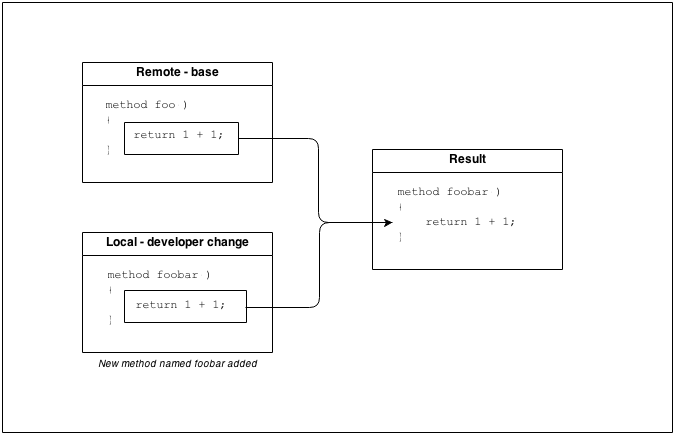 Remote - base
method foo )
{
return 1 + 1;
}
Local - developer change
method foobar )
{
return 1 + 1;
}
New method named foobar added
Result
method foobar )
{
return 1 + 1;
}